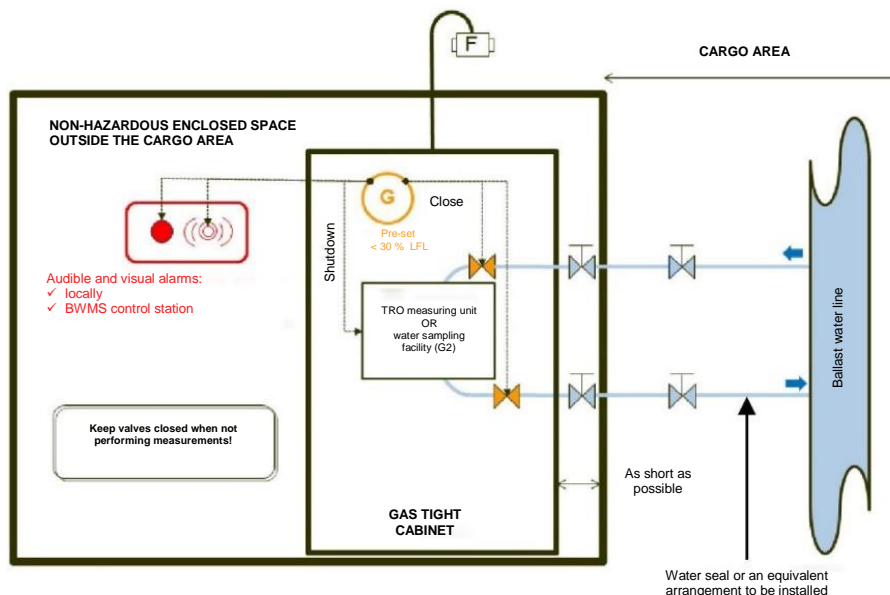 F
CARGO AREA
NON-HAZARDOUS ENCLOSED SPACE
OUTSIDE THE CARGO AREA
G
Close
Pre-set
< 30 % LFL
Shutdown
Audible and visual alarms:
✓ locally
✓ BWMS control station
TRO measuring unit
OR
water sampling
facility (G2)
Ballast water line
Keep valves closed when not
performing measurements!
As short as
possible
GAS TIGHT
CABINET
Water seal or an equivalent
arrangement to be installed